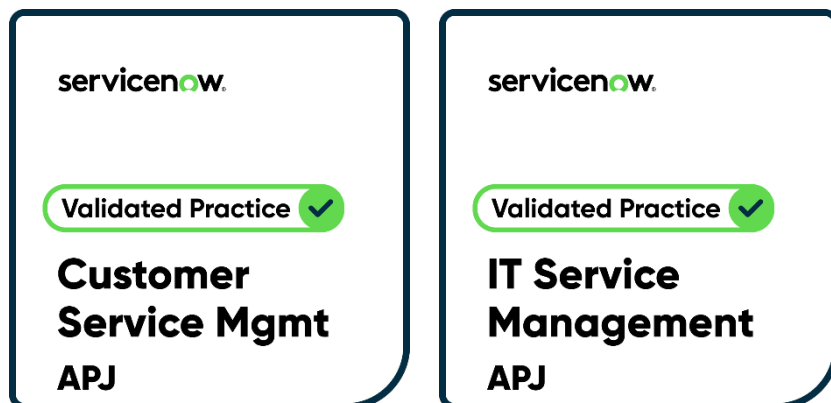 servicenow®
Validated Practice
Customer
Service Mgmt
APJ
servicenow®
Validated Practice
IT Service
Management
APJ